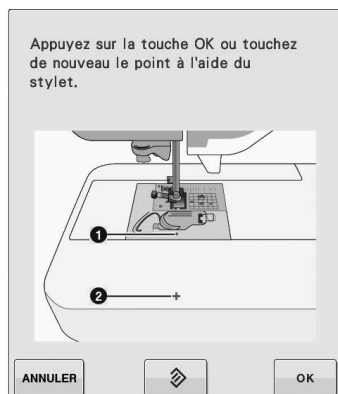 Appuyez sur la touche OK ou touchez
de nouveau le point à l'aide du
stylet.
1
2
ANNULER
OK